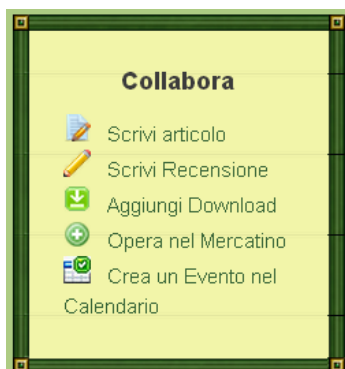 Collabora
Scrivi articolo
Scrivi Recensione
Aggiungi Download
Opera nel Mercatino
Crea un Evento nel
Calendario